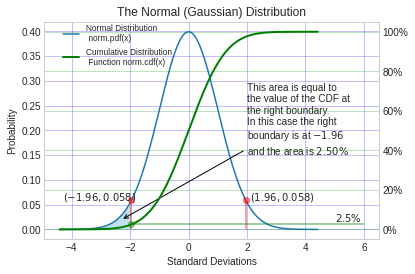 The Normal (Gaussian) Distribution
Normal Distribution
norm.pdf(x)
Cumulative Distribution
Function norm.cdf(x)
0.40
0.35
0.30
0.25
0.20
0.15
0.10
0.05
0.00
Probability
100%
80%
60%
40%
20%
0%
This area is equal to
the value of the CDF at
the right boundary.
In this case the right
boundary is at −1.96
and the area is 2.50%
(−1.96, 0.058)
(1.96, 0.058)
2.5%
−4
−2
0
2
4
6
Standard Deviations